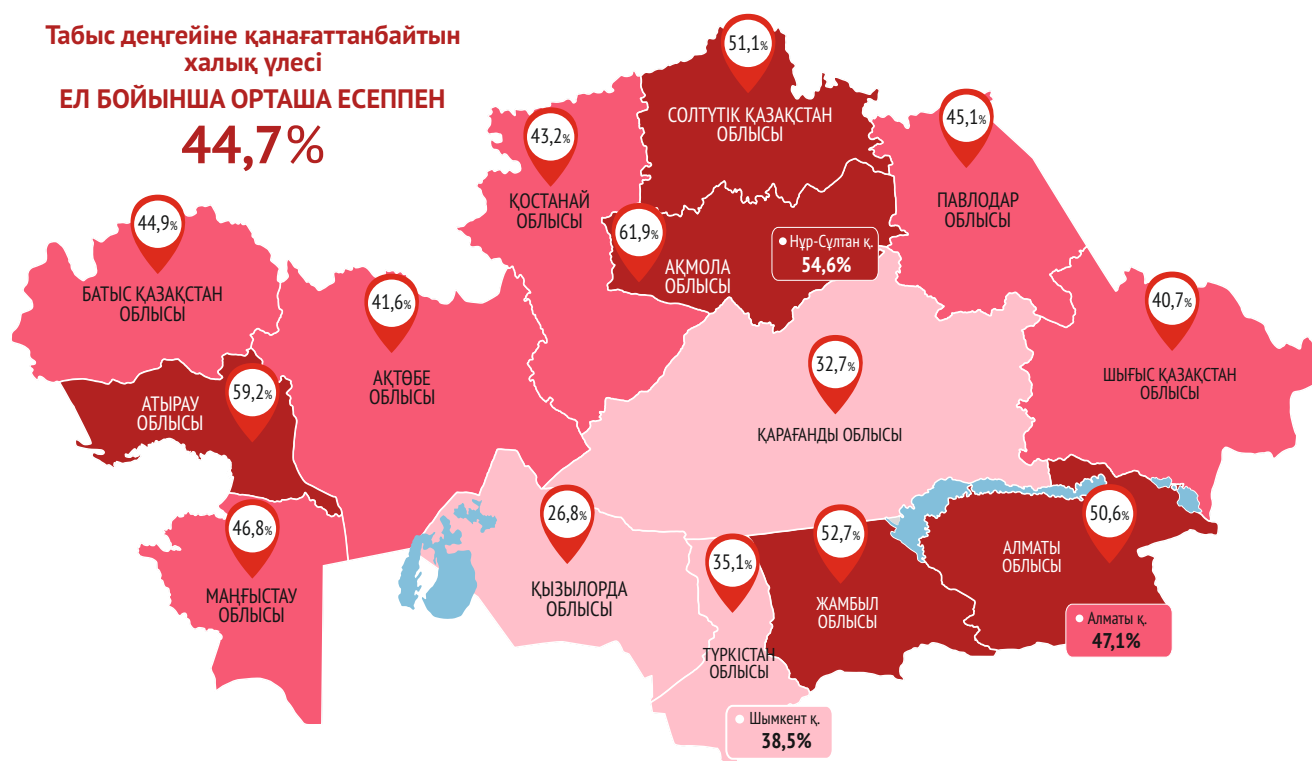 Табыс деңгейіне қанағаттанбайтын
халық үлесі
ЕЛ БОЙЫНША ОРТАША ЕСЕППЕН
44,7%
51,1%
СОЛТҮТІК ҚАЗАҚСТАН
ОБЛЫСЫ
43,2%
ҚОСТАНАЙ
ОБЛЫСЫ
45,1%
ПАВЛОДАР
ОБЛЫСЫ
44,9%
БАТЫС ҚАЗАҚСТАН
ОБЛЫСЫ
61,9%
АҚМОЛА
ОБЛЫСЫ
Нұр-Сұлтан қ.
54,6%
41,6%
АҚТӨБЕ
ОБЛЫСЫ
40,7%
ШЫҒЫС ҚАЗАҚСТАН
ОБЛЫСЫ
32,7%
ҚАРАҒАНДЫ ОБЛЫСЫ
59,2%
АТЫРАУ
ОБЛЫСЫ
46,8%
МАҢҒЫСТАУ
ОБЛЫСЫ
26,8%
ҚЫЗЫЛОРДА
ОБЛЫСЫ
35,1%
ТҮРКІСТАН
ОБЛЫСЫ
52,7%
ЖАМБЫЛ
ОБЛЫСЫ
50,6%
АЛМАТЫ
ОБЛЫСЫ
Алматы қ.
47,1%
Шымкент қ.
38,5%